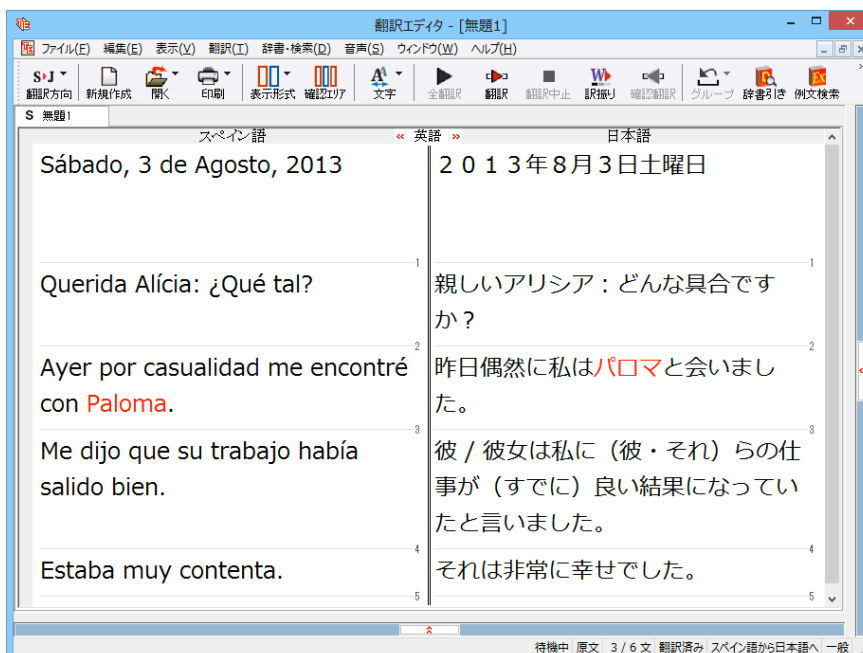 翻訳エディタ - [無題1]
ファイル(F) 編集(E) 表示(V) 翻訳(T) 辞書・検索(D) 音声(S) ウィンドウ(W) ヘルプ(H)
S▸J
翻訳方向 新規作成 開く 印刷 表示形式 確認エリア 文字 全翻訳 翻訳 翻訳中止 訳振り 確認翻訳 グループ 辞書引き 例文検索
S 無題1
スペイン語 « 英語 » 日本語
Sábado, 3 de Agosto, 2013
２０１３年８月３日土曜日
1 1
Querida Alícia: ¿Qué tal?
親しいアリシア：どんな具合です
か？
2 2
Ayer por casualidad me encontré
con Paloma.
昨日偶然に私はパロマと会いまし
た。
3 3
Me dijo que su trabajo había
salido bien.
彼 / 彼女は私に（彼・それ）らの仕
事が（すでに）良い結果になってい
たと言いました。
4 4
Estaba muy contenta.
それは非常に幸せでした。
5 5
待機中 原文 3 / 6 文 翻訳済み スペイン語から日本語へ 一般